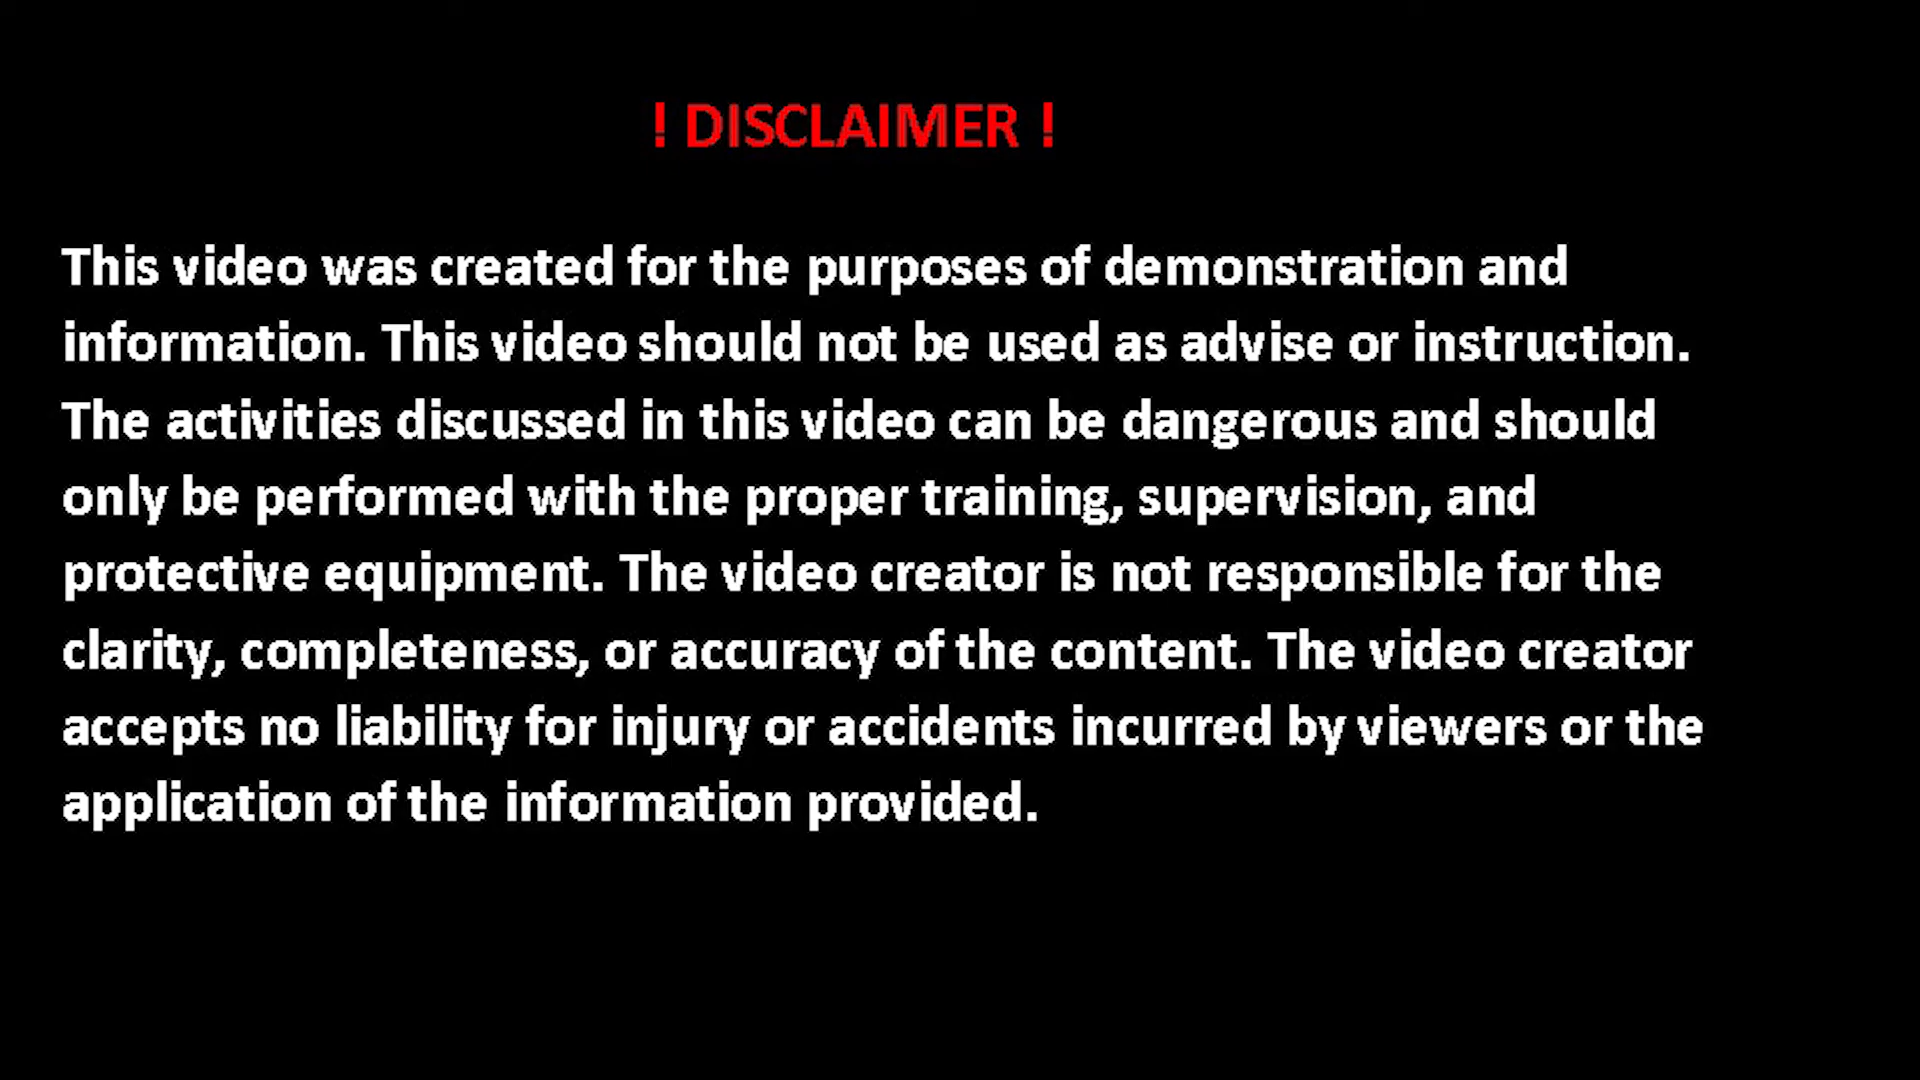 ! DISCLAIMER !
This video was created for the purposes of demonstration and
information. This video should not be used as advise or instruction.
The activities discussed in this video can be dangerous and should
only be performed with the proper training, supervision, and
protective equipment. The video creator is not responsible for the
clarity, completeness, or accuracy of the content. The video creator
accepts no liability for injury or accidents incurred by viewers or the
application of the information provided.